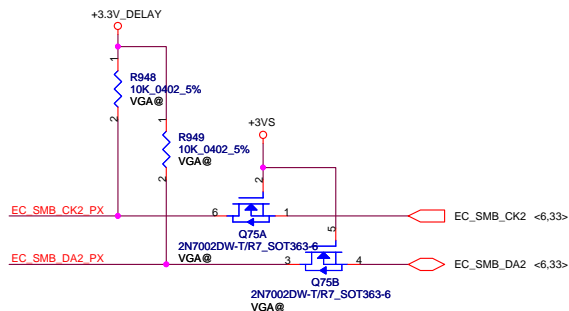 +3.3V_DELAY
1
R948
10K_0402_5%
VGA@
2
1
R949
10K_0402_5%
VGA@
2
+3VS
2
EC_SMB_CK2_PX
6
1
EC_SMB_CK2 <6,33>
Q75A
2N7002DW-T/R7_SOT363-6
VGA@
5
EC_SMB_DA2_PX
3
4
EC_SMB_DA2 <6,33>
Q75B
2N7002DW-T/R7_SOT363-6
VGA@